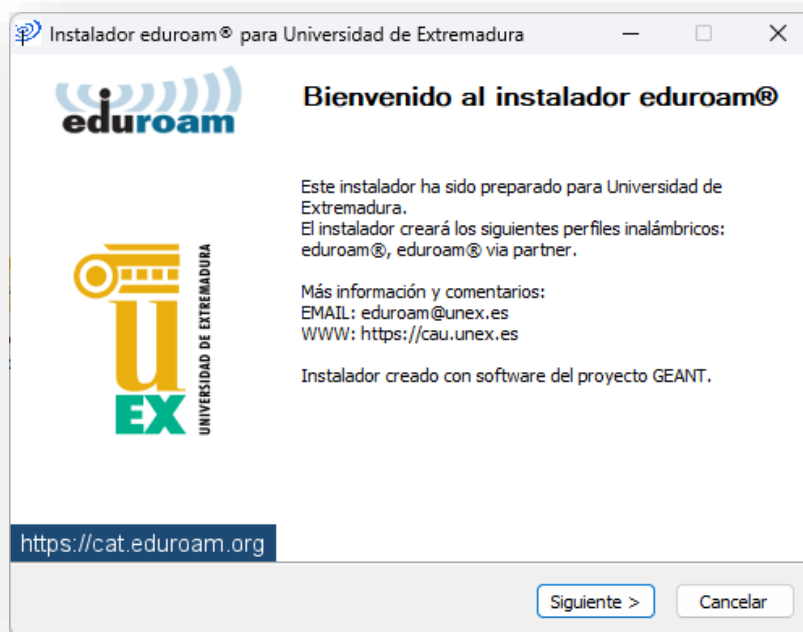 Instalador eduroam® para Universidad de Extremadura
eduroam
Bienvenido al instalador eduroam®
Este instalador ha sido preparado para Universidad de
Extremadura.
El instalador creará los siguientes perfiles inalámbricos:
eduroam®, eduroam® via partner.
Más información y comentarios:
EMAIL: eduroam@unex.es
WWW: https://cau.unex.es
Instalador creado con software del proyecto GEANT.
u
EX
UNIVERSIDAD DE EXTREMADURA
https://cat.eduroam.org
Siguiente >
Cancelar